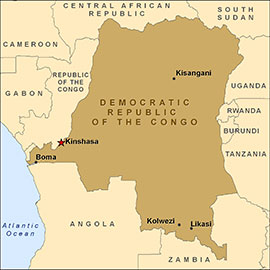 CENTRAL AFRICAN
REPUBLIC
SOUTH
SUDAN
CAMEROON
REPUBLIC
OF THE
CONGO
GABON
Kisangani
UGANDA
DEMOCRATIC
REPUBLIC
OF THE CONGO
RWANDA
BURUNDI
Kinshasa
TANZANIA
Boma
Atlantic
Ocean
ANGOLA
Kolwezi
Likasi
ZAMBIA